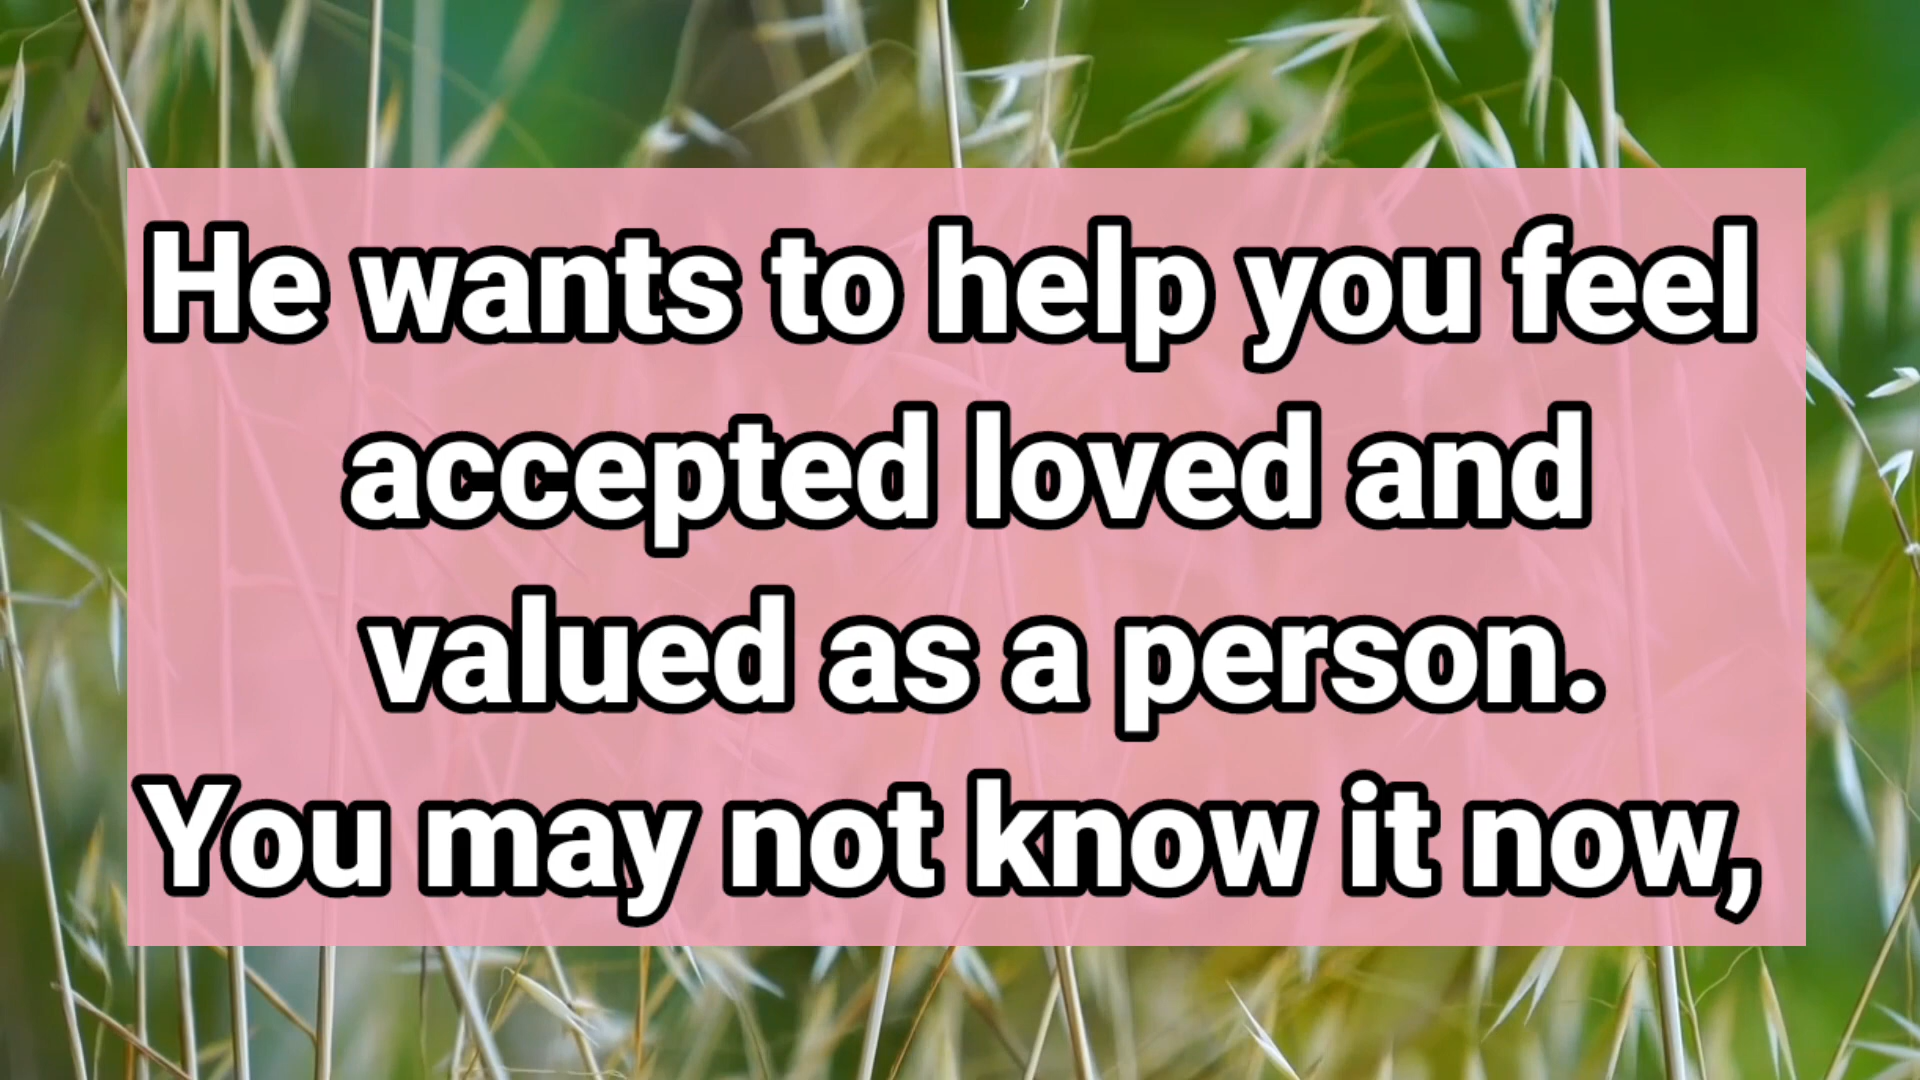 He wants to help you feel
accepted loved and
valued as a person.
You may not know it now,